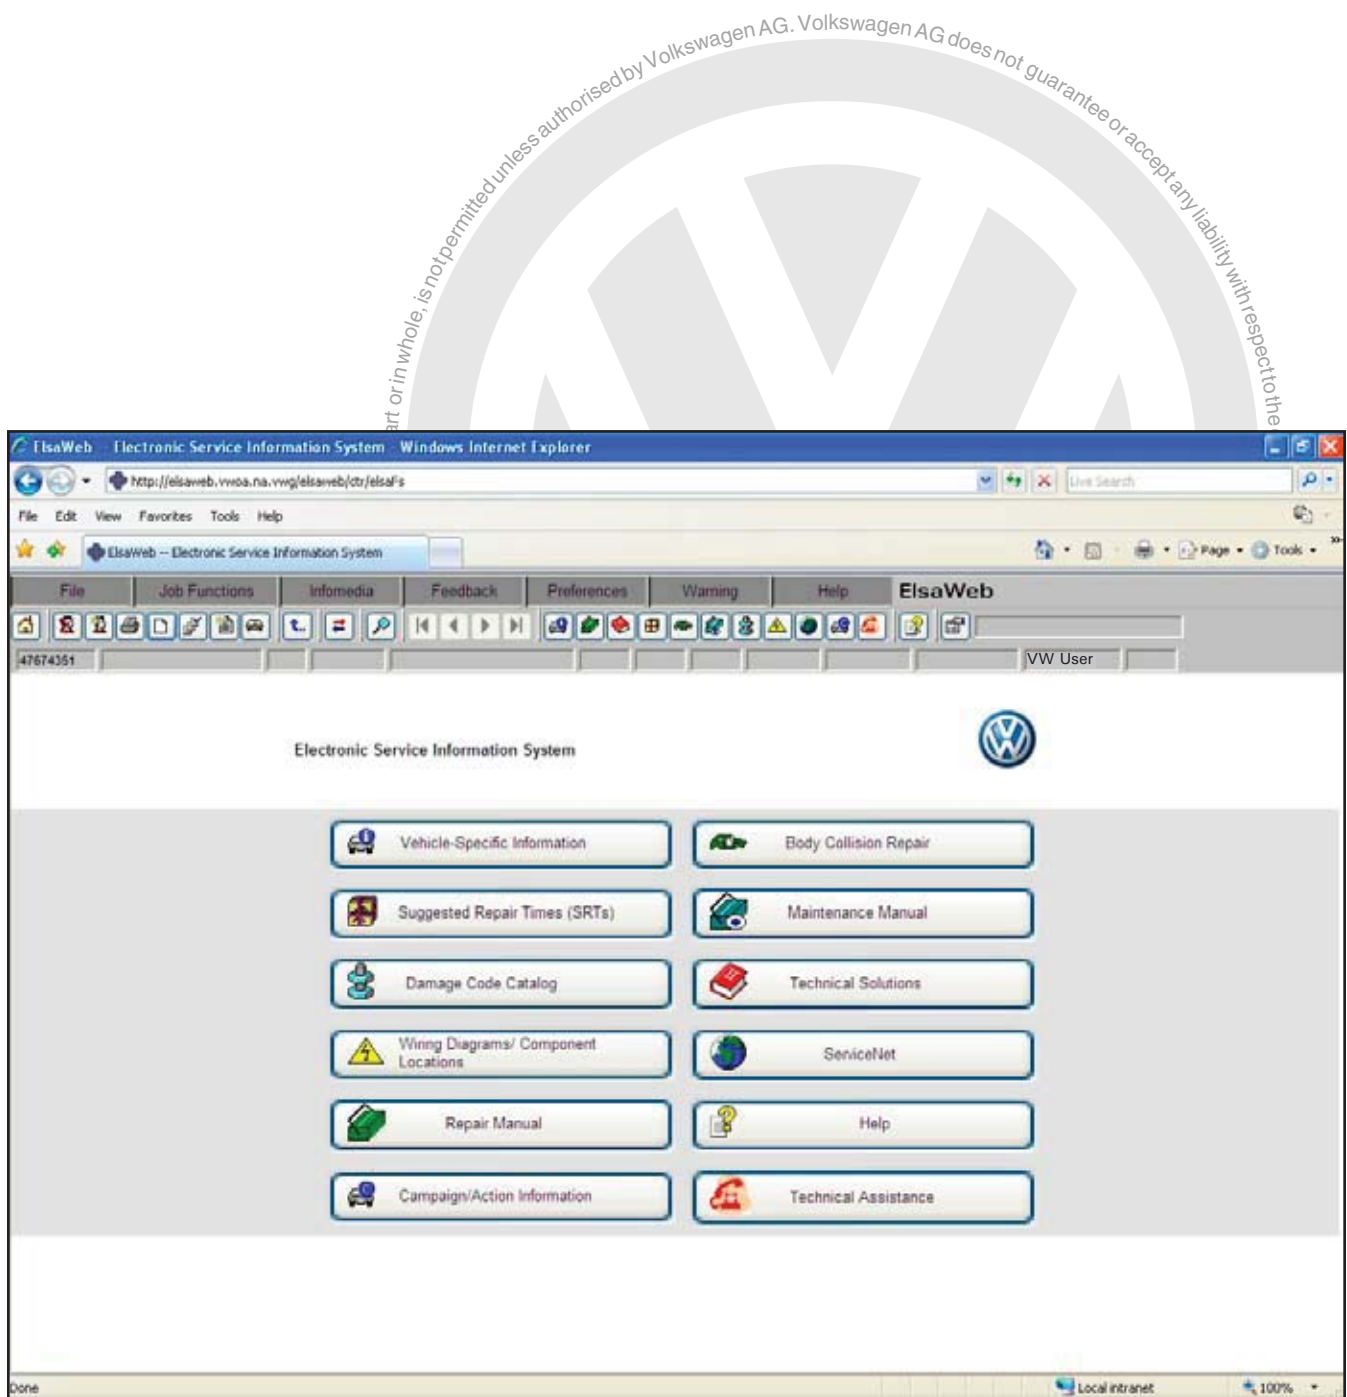 art or in whole, is not permitted unless authorised by Volkswagen AG. Volkswagen AG does not guarantee or accept any liability with respect to the
ElsaWeb Electronic Service Information System Windows Internet Explorer
http://elsaweb.vwoa.na.vwg/elsaweb/ctr/elsaFs
Live Search
File Edit View Favorites Tools Help
ElsaWeb -- Electronic Service Information System
Page Tools
File Job Functions Infomedia Feedback Preferences Warning Help ElsaWeb
47674351 VW User
Electronic Service Information System
Vehicle-Specific Information
Body Collision Repair
Suggested Repair Times (SRTs)
Maintenance Manual
Damage Code Catalog
Technical Solutions
Wiring Diagrams/ Component
Locations
ServiceNet
Repair Manual
Help
Campaign/Action Information
Technical Assistance
Done Local intranet 100%